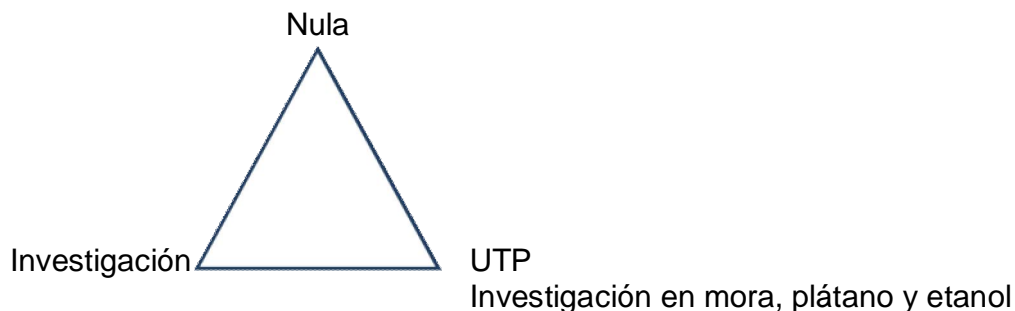 Nula
Investigación
UTP
Investigación en mora, plátano y etanol